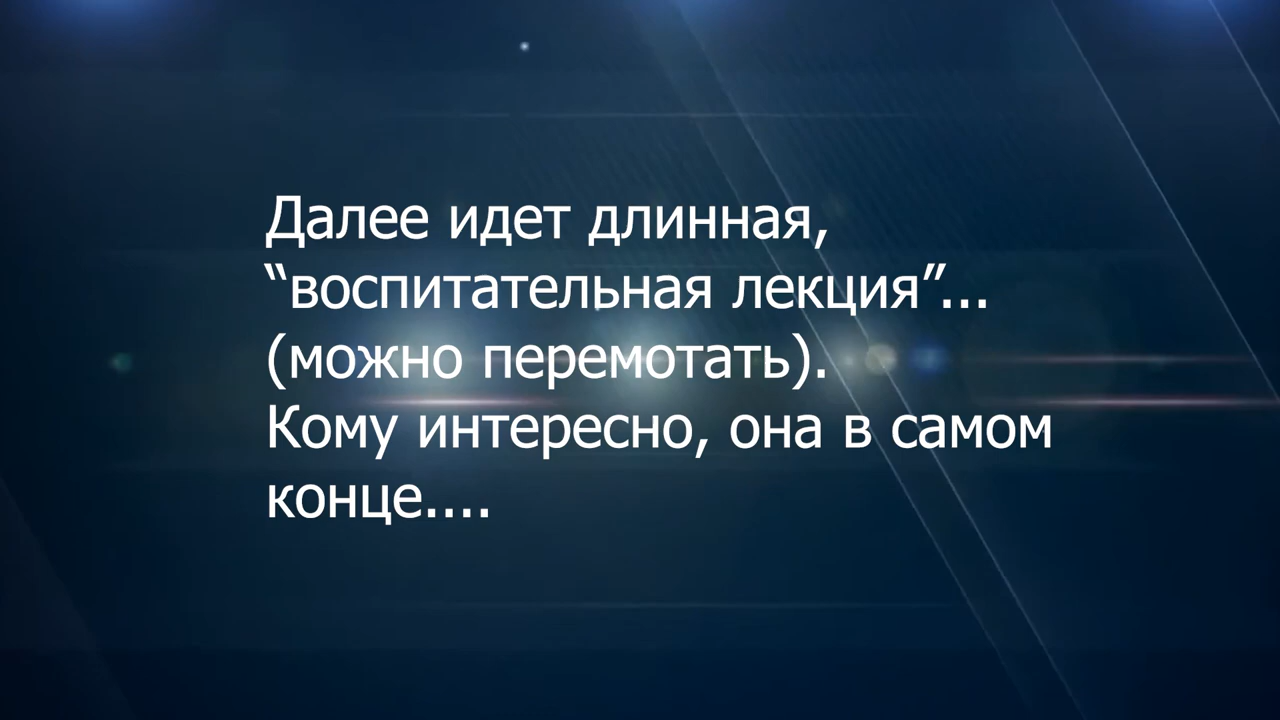 Далее идет длинная,
“воспитательная лекция”...
(можно перемотать).
Кому интересно, она в самом
конце....